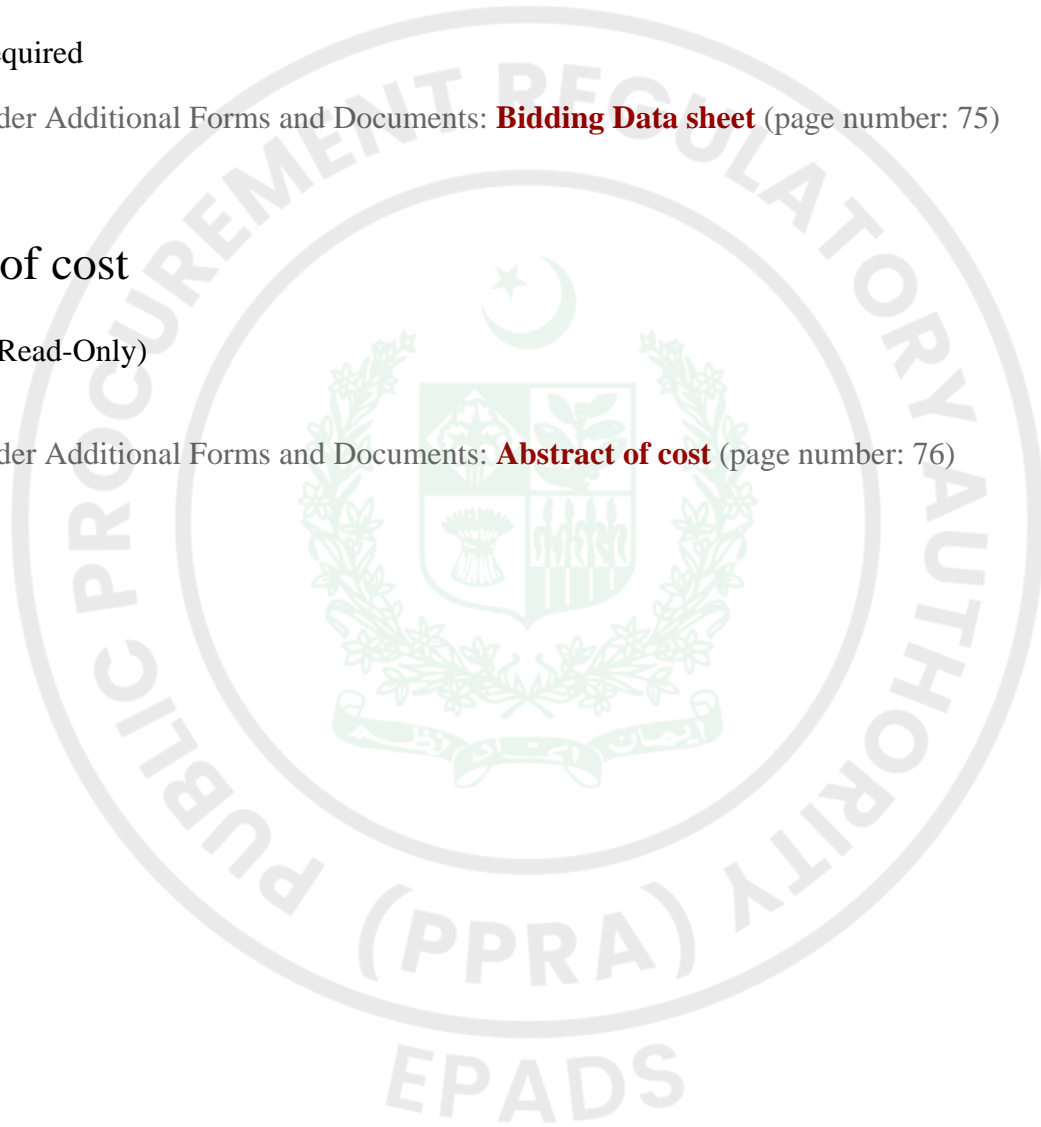 equired
der Additional Forms and Documents: Bidding Data sheet (page number: 75)
of cost
Read-Only)
der Additional Forms and Documents: Abstract of cost (page number: 76)
PUBLIC PROCUREMENT REGULATORY AUTHORITY
(PPRA)
EPADS